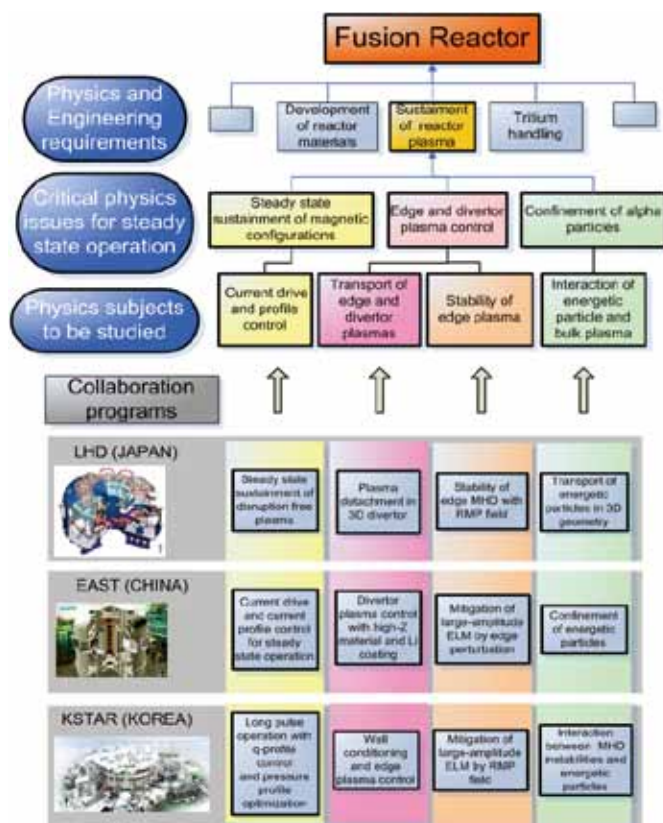 Fusion Reactor
Physics and
Engineering
requirements
Development
of reactor
materials
Sustaiment
of reactor
plasma
Tritium
handling
Critical physics
issues for steady
state operation
Steady state
sustainment of magnetic
configurations
Edge and divertor
plasma control
Confinement of alpha
particles
Physics subjects
to be studied
Current drive
and profile
control
Transport of
edge and
divertor
plasmas
Stability of
edge plasma
Interaction of
energetic
particle and
bulk plasma
Collaboration
programs
LHD (JAPAN)
Steady state
sustainment of
disruption free
plasma
Plasma
detachment in
3D divertor
Stability of
edge MHD with
RMP field
Transport of
energetic
particles in 3D
geometry
EAST (CHINA)
Current drive
and current
profile control
for steady
state operation
Divertor
plasma control
with high-Z
material and Li
coating
Mitigation of
large-amplitude
ELM by edge
perturbation
Confinement
of energetic
particles
KSTAR (KOREA)
Long pulse
operation with
q-profile
control
and pressure
profile
optimization
Wall
conditioning
and edge
plasma control
Mitigation of
large-amplitude
ELM by RMP
field
Interaction
between MHD
instabilities and
energetic
particles